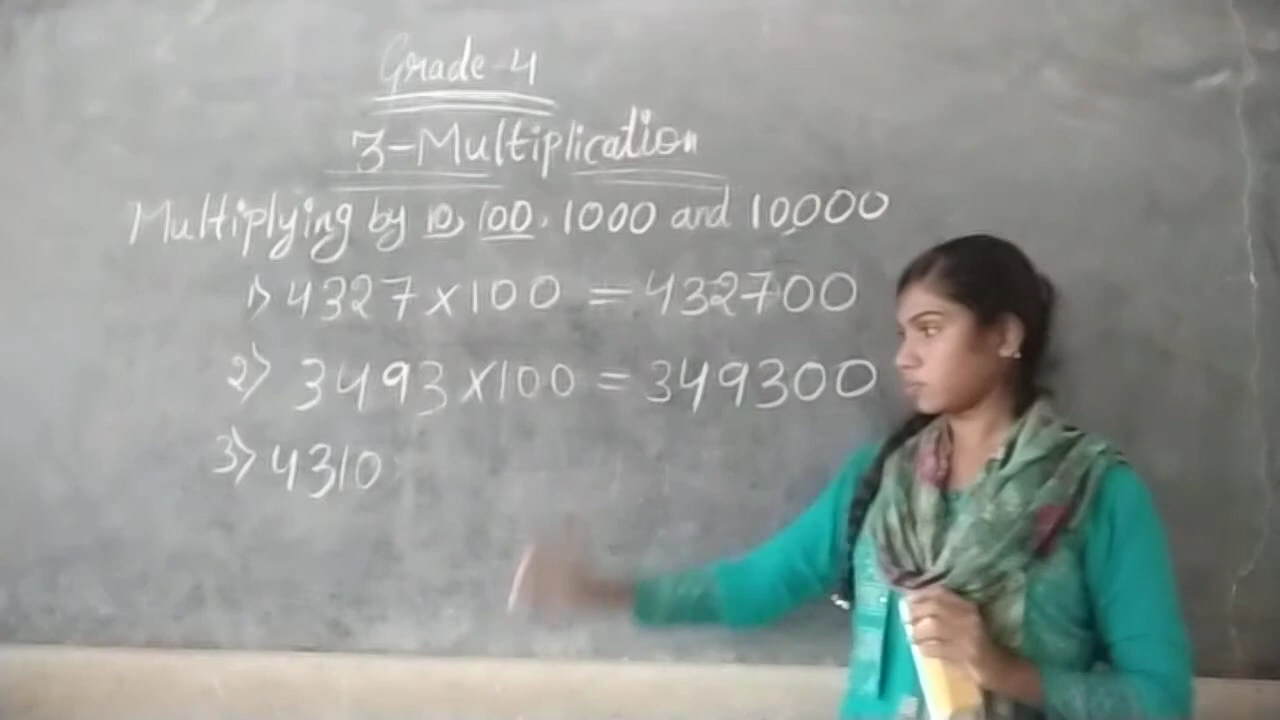 Grade-4
3-Multiplication
Multiplying by 10, 100, 1000 and 10,000
1) 4327 x 100 = 432700
2) 3493 x 100 = 349300
3) 4310